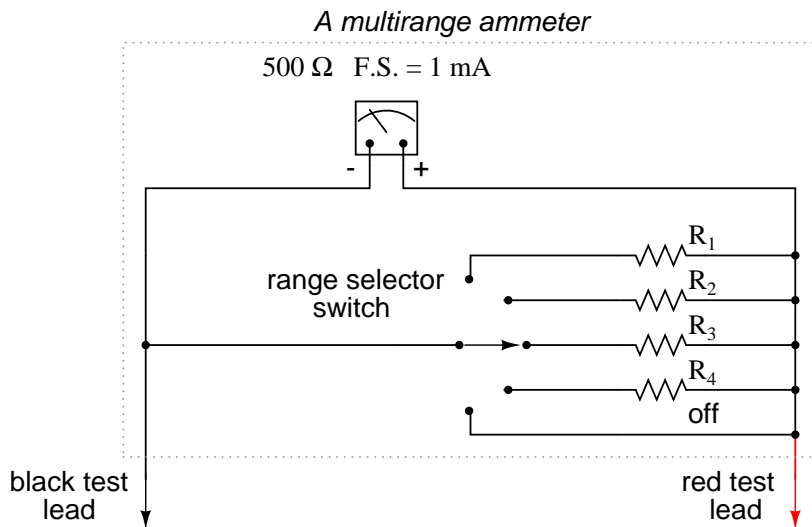 A multirange ammeter
500 Ω F.S. = 1 mA
- +
R1
range selector
switch
R2
R3
R4
off
black test
lead
red test
lead